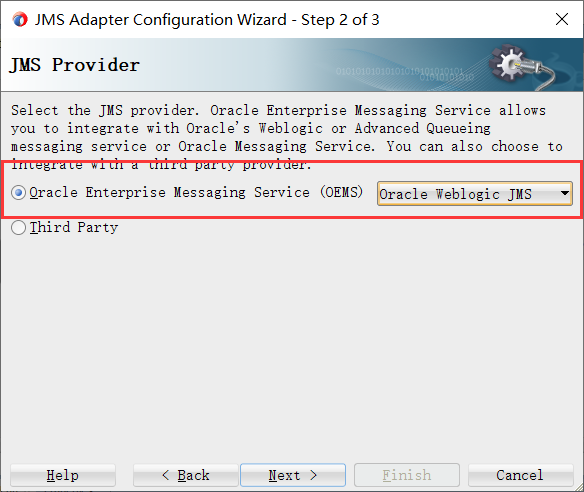 JMS Adapter Configuration Wizard - Step 2 of 3
JMS Provider
Select the JMS provider. Oracle Enterprise Messaging Service allows
you to integrate with Oracle's Weblogic or Advanced Queueing
messaging service or Oracle Messaging Service. You can also choose to
integrate with a third party provider.
Oracle Enterprise Messaging Service (OEMS) Oracle Weblogic JMS
Third Party
Help < Back Next > Finish Cancel